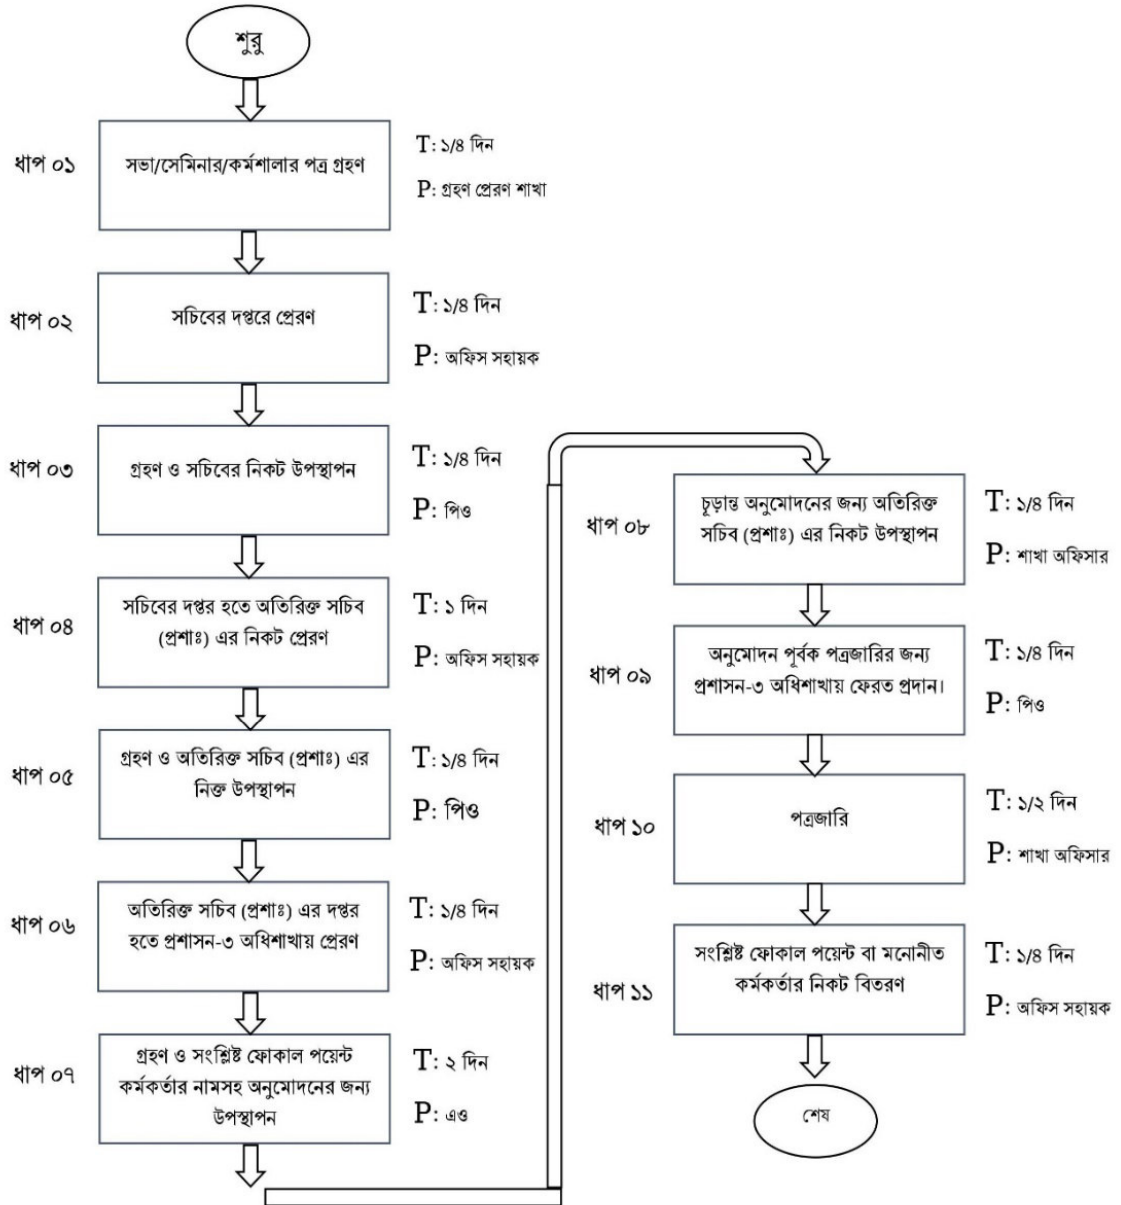 শুরু
ধাপ ০১
সভা/সেমিনার/কর্মশালার পত্র গ্রহণ
T: ১/৪ দিন
P: গ্রহণ প্রেরণ শাখা
ধাপ ০২
সচিবের দপ্তরে প্রেরণ
T: ১/৪ দিন
P: অফিস সহায়ক
ধাপ ০৩
গ্রহণ ও সচিবের নিকট উপস্থাপন
T: ১/৪ দিন
P: পিও
ধাপ ০৪
সচিবের দপ্তর হতে অতিরিক্ত সচিব
(প্রশাঃ) এর নিকট প্রেরণ
T: ১ দিন
P: অফিস সহায়ক
ধাপ ০৫
গ্রহণ ও অতিরিক্ত সচিব (প্রশাঃ) এর
নিক্ত উপস্থাপন
T: ১/৪ দিন
P: পিও
ধাপ ০৬
অতিরিক্ত সচিব (প্রশাঃ) এর দপ্তর
হতে প্রশাসন-৩ অধিশাখায় প্রেরণ
T: ১/৪ দিন
P: অফিস সহায়ক
ধাপ ০৭
গ্রহণ ও সংশ্লিষ্ট ফোকাল পয়েন্ট
কর্মকর্তার নামসহ অনুমোদনের জন্য
উপস্থাপন
T: ২ দিন
P: এও
ধাপ ০৮
চূড়ান্ত অনুমোদনের জন্য অতিরিক্ত
সচিব (প্রশাঃ) এর নিকট উপস্থাপন
T: ১/৪ দিন
P: শাখা অফিসার
ধাপ ০৯
অনুমোদন পূর্বক পত্রজারির জন্য
প্রশাসন-৩ অধিশাখায় ফেরত প্রদান।
T: ১/৪ দিন
P: পিও
ধাপ ১০
পত্রজারি
T: ১/২ দিন
P: শাখা অফিসার
ধাপ ১১
সংশ্লিষ্ট ফোকাল পয়েন্ট বা মনোনীত
কর্মকর্তার নিকট বিতরণ
T: ১/৪ দিন
P: অফিস সহায়ক
শেষ